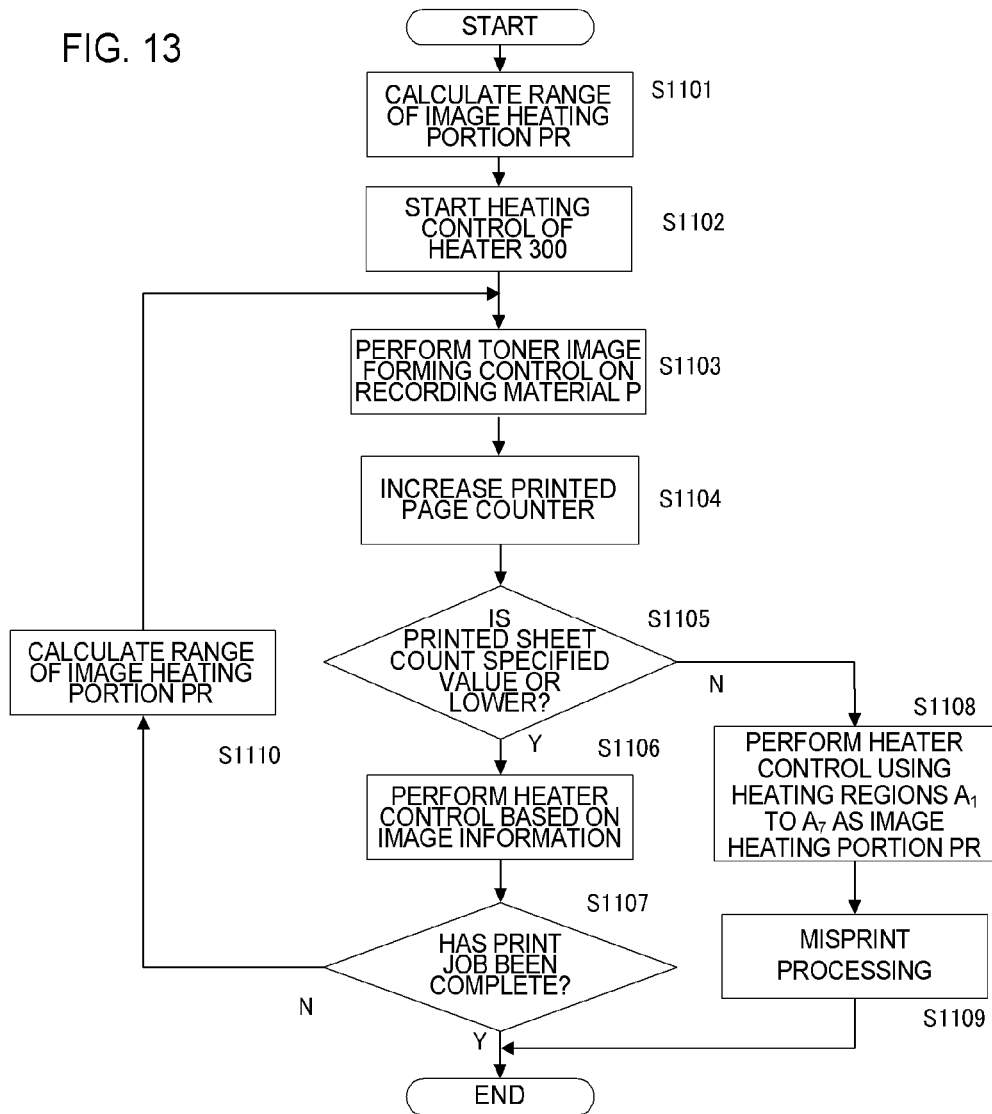 FIG. 13
START
CALCULATE RANGE
OF IMAGE HEATING
PORTION PR
S1101
START HEATING
CONTROL OF
HEATER 300
S1102
PERFORM TONER IMAGE
FORMING CONTROL ON
RECORDING MATERIAL P
S1103
INCREASE PRINTED
PAGE COUNTER
S1104
IS
PRINTED SHEET
COUNT SPECIFIED
VALUE OR
LOWER?
S1105
N
Y
CALCULATE RANGE
OF IMAGE HEATING
PORTION PR
S1110
S1106
PERFORM HEATER
CONTROL BASED ON
IMAGE INFORMATION
S1108
PERFORM HEATER
CONTROL USING
HEATING REGIONS A₁
TO A₇ AS IMAGE
HEATING PORTION PR
S1107
HAS PRINT
JOB BEEN
COMPLETE?
N
Y
MISPRINT
PROCESSING
S1109
END